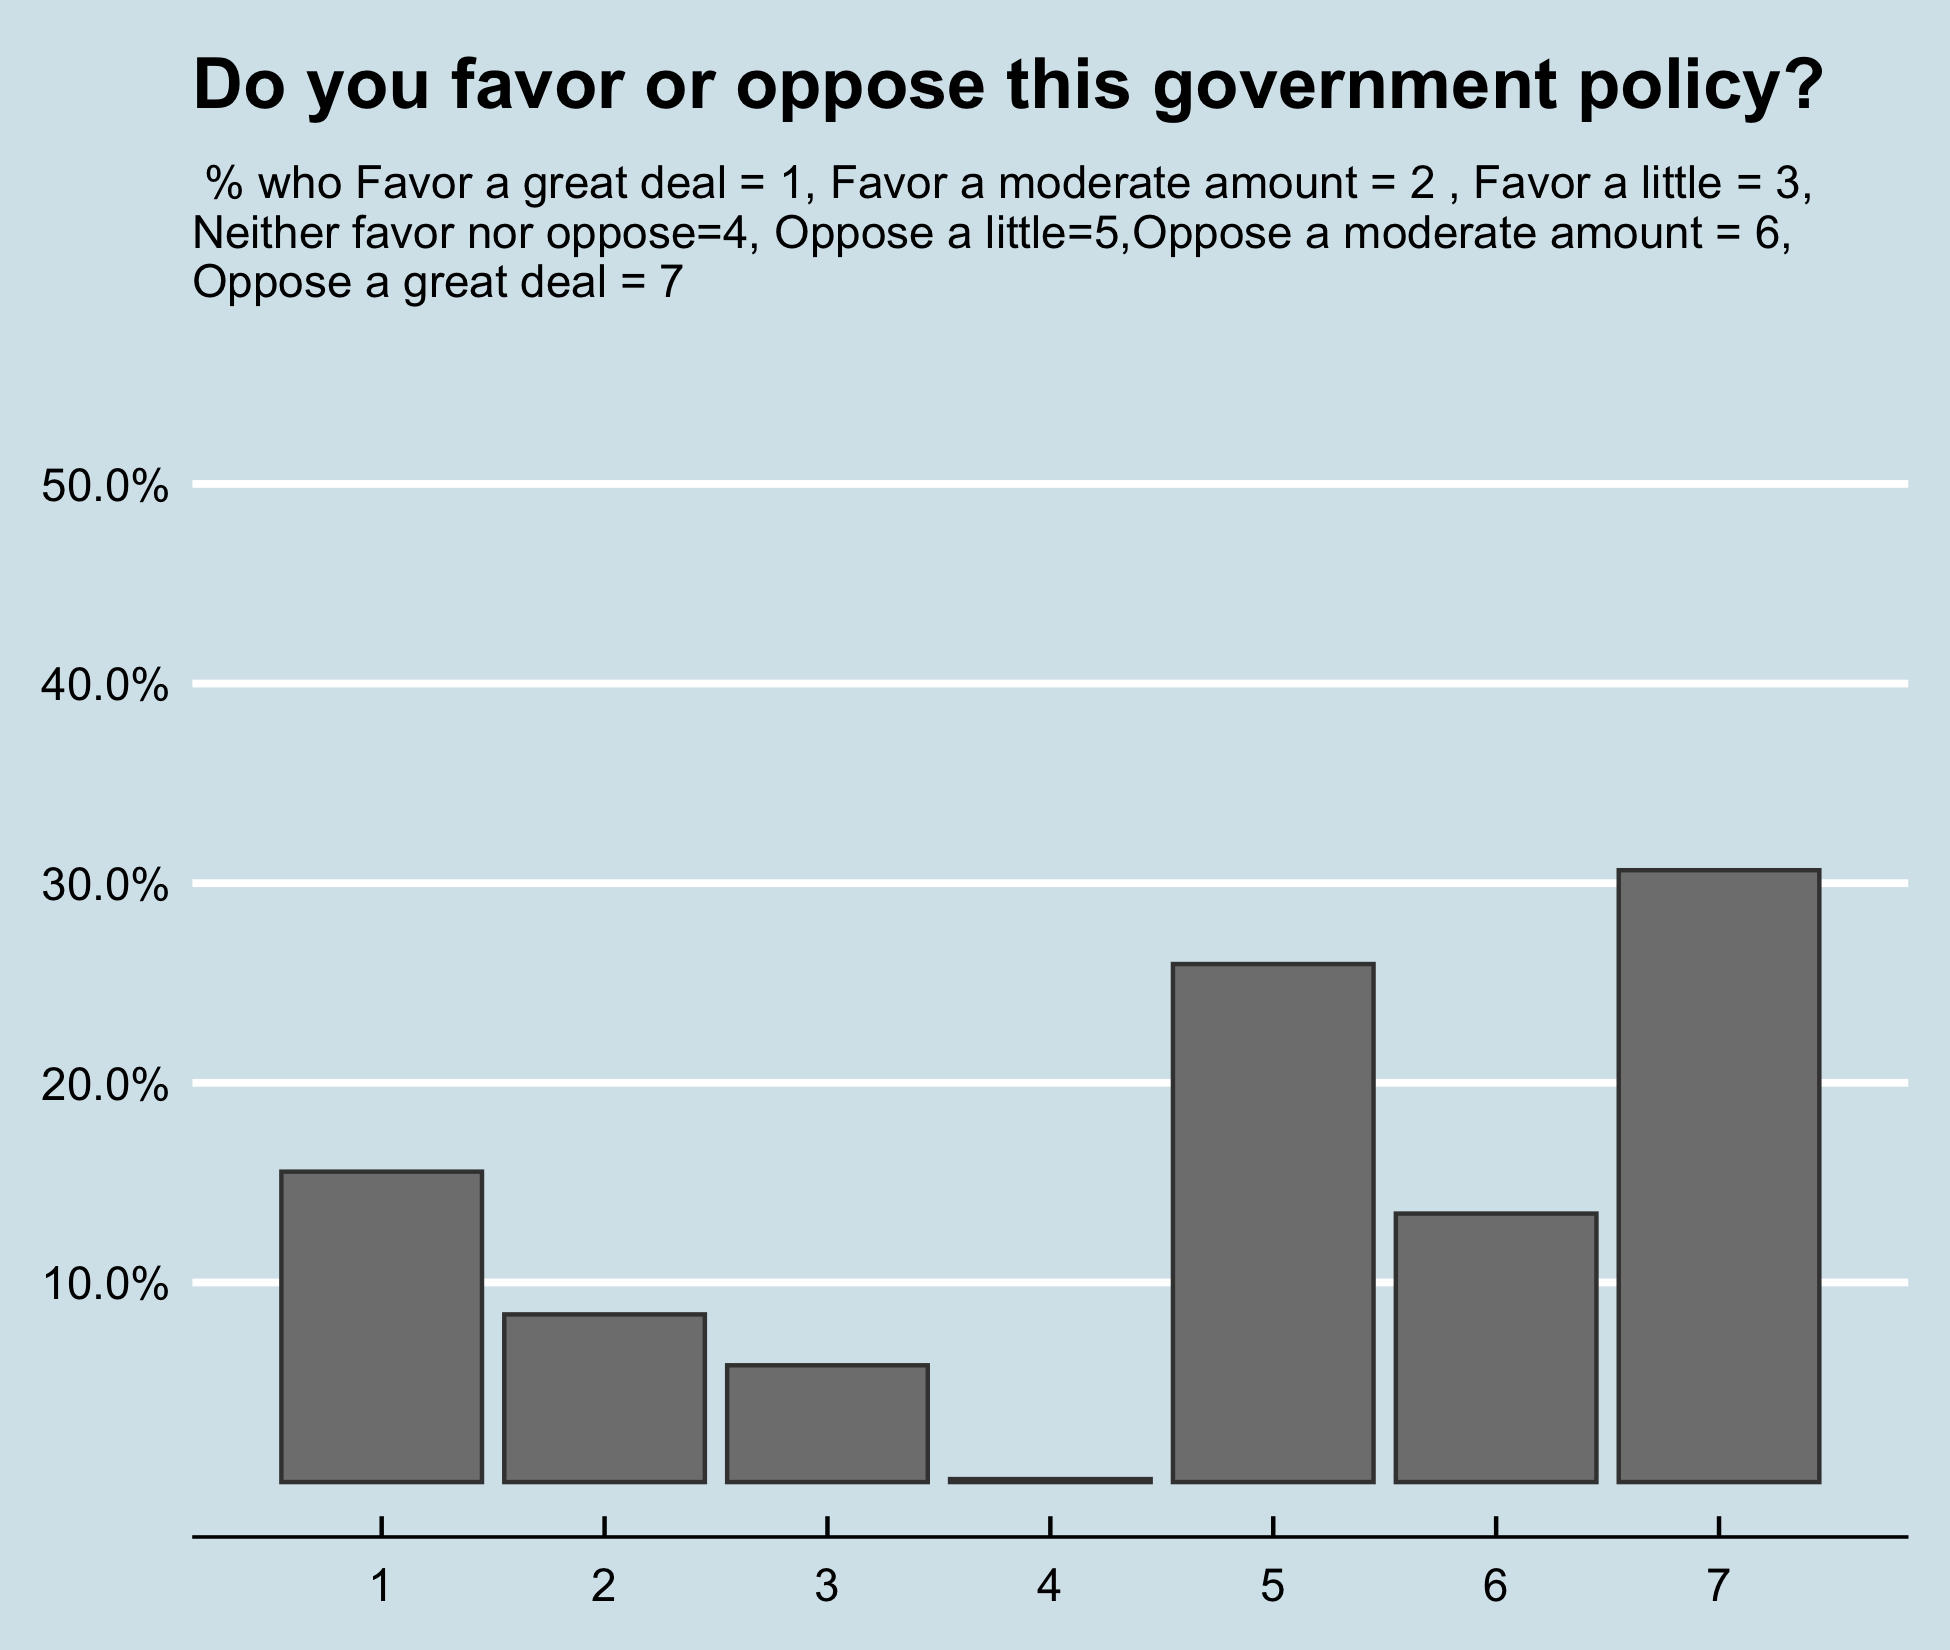 Do you favor or oppose this government policy?
% who Favor a great deal = 1, Favor a moderate amount = 2 , Favor a little = 3,
Neither favor nor oppose=4, Oppose a little=5,Oppose a moderate amount = 6,
Oppose a great deal = 7
50.0%
40.0%
30.0%
20.0%
10.0%
1 2 3 4 5 6 7